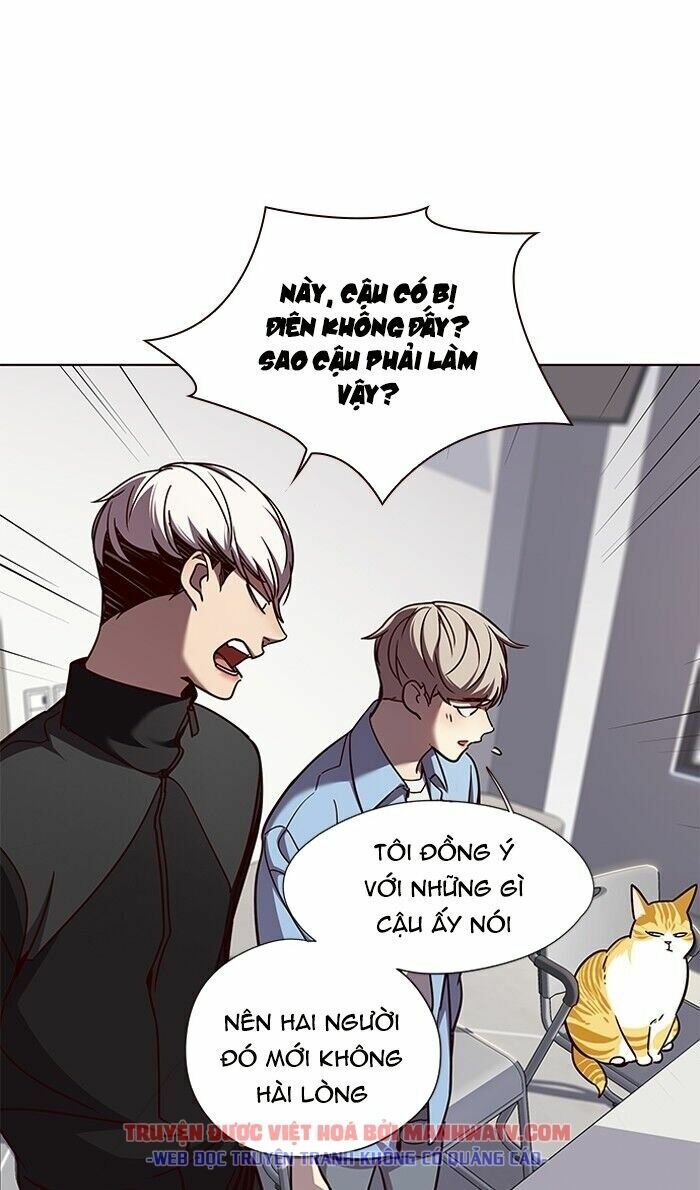 NÀY, CẬU CÓ BỊ
ĐIÊN KHÔNG ĐẤY?
SAO CẬU PHẢI LÀM
VẬY?
TÔI ĐỒNG Ý
VỚI NHỮNG GÌ
CẬU ẤY NÓI
NÊN HAI NGƯỜI
ĐÓ MỚI KHÔNG
HÀI LÒNG
TRUYỆN ĐƯỢC VIỆT HOÁ BỞI MANHWATV.COM
-WEB ĐỌC TRUYỆN TRANH KHÔNG CÓ QUẢNG CÁO-